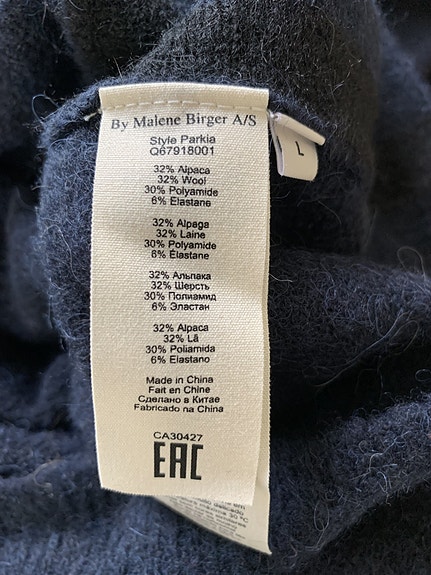 By Malene Birger A/S
Style Parkia
Q67918001
32% Alpaca
32% Wool
30% Polyamide
6% Elastane
32% Alpaga
32% Laine
30% Polyamide
6% Elastane
32% Альпака
32% Шерсть
30% Полиамид
6% Эластан
32% Alpaca
32% Lã
30% Poliamida
6% Elastano
Made in China
Fait en Chine
Сделано в Китае
Fabricado na China
CA30427
EAC
L